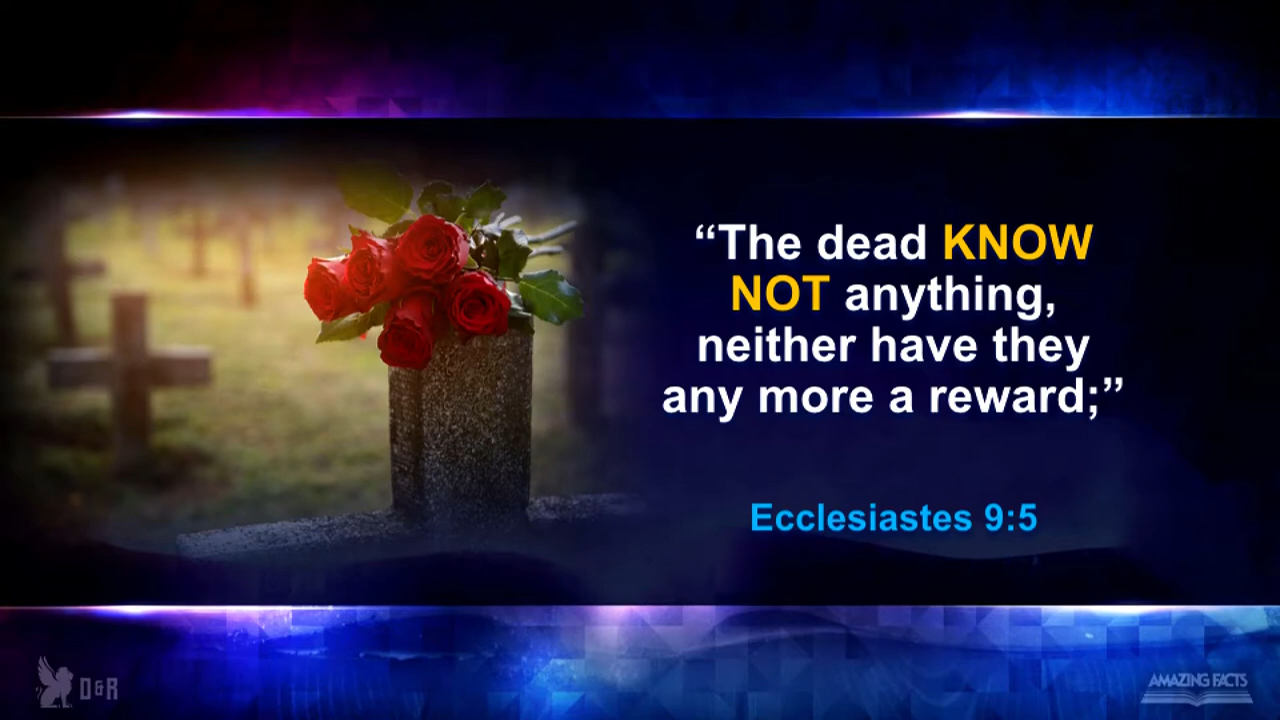 “The dead KNOW
NOT anything,
neither have they
any more a reward;”
Ecclesiastes 9:5
D&R
AMAZING FACTS